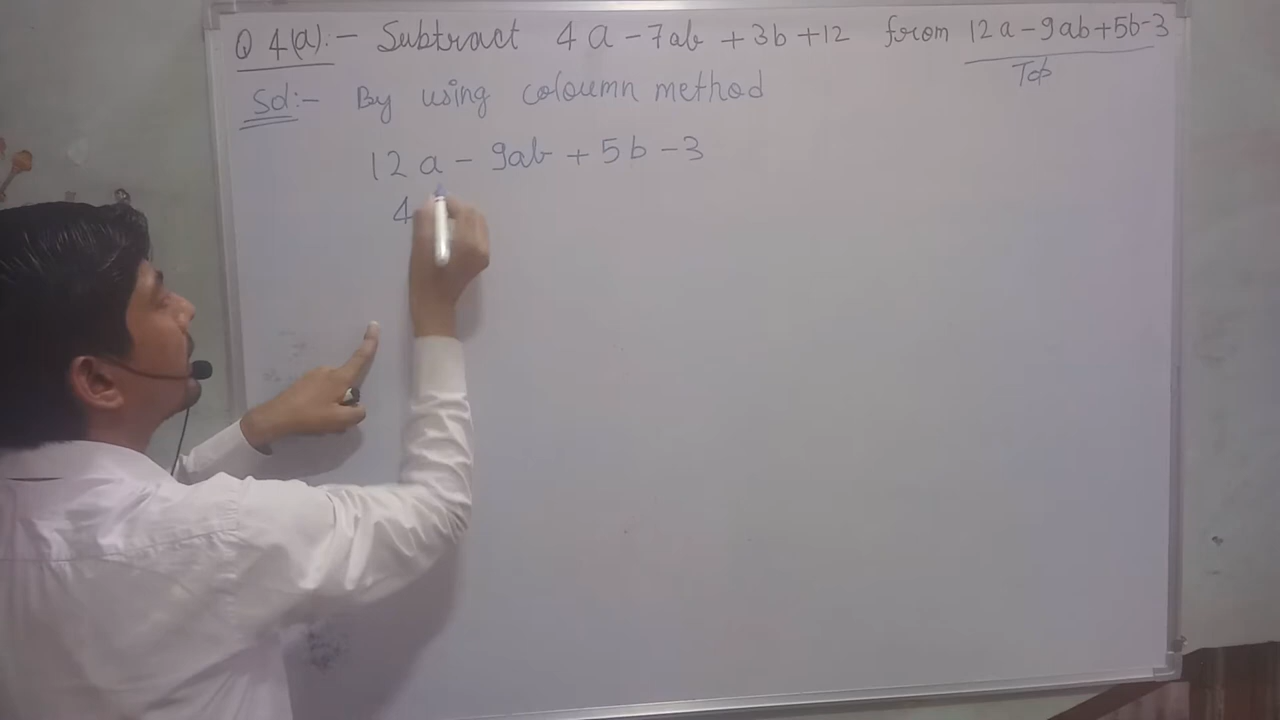 Q 4(a):- Subtract 4a - 7ab + 3b + 12 from 12a - 9ab + 5b - 3
Top
Sol:- By using coloumn method
12a - 9ab + 5b - 3
4